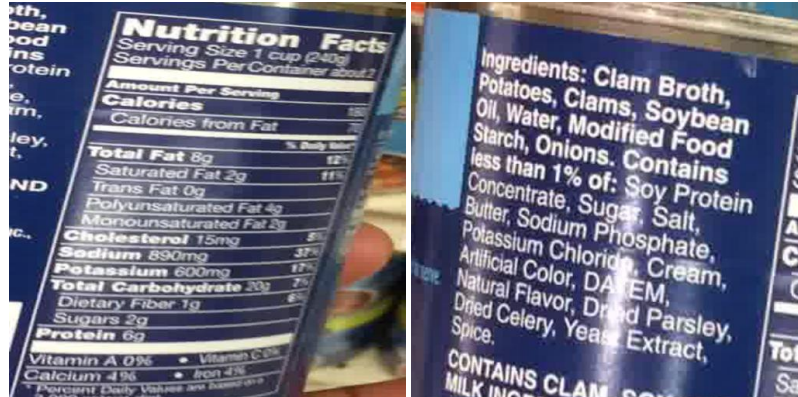 Nutrition Facts
Serving Size 1 cup (240g)
Servings Per Container about 2
Amount Per Serving
Calories 180
Calories from Fat 70
% Daily Value*
Total Fat 8g 12%
Saturated Fat 2g 11%
Trans Fat 0g
Polyunsaturated Fat 4g
Monounsaturated Fat 2g
Cholesterol 15mg 5%
Sodium 890mg 37%
Potassium 600mg 17%
Total Carbohydrate 20g 7%
Dietary Fiber 1g 6%
Sugars 2g
Protein 6g
Vitamin A 0% • Vitamin C 0%
Calcium 4% • Iron 4%
* Percent Daily Values are based on a
Ingredients: Clam Broth,
Potatoes, Clams, Soybean
Oil, Water, Modified Food
Starch, Onions. Contains
less than 1% of: Soy Protein
Concentrate, Sugar, Salt,
Butter, Sodium Phosphate,
Potassium Chloride, Cream,
Artificial Color, DATEM,
Natural Flavor, Dried Parsley,
Dried Celery, Yeast Extract,
Spice.
CONTAINS CLAM,
MILK